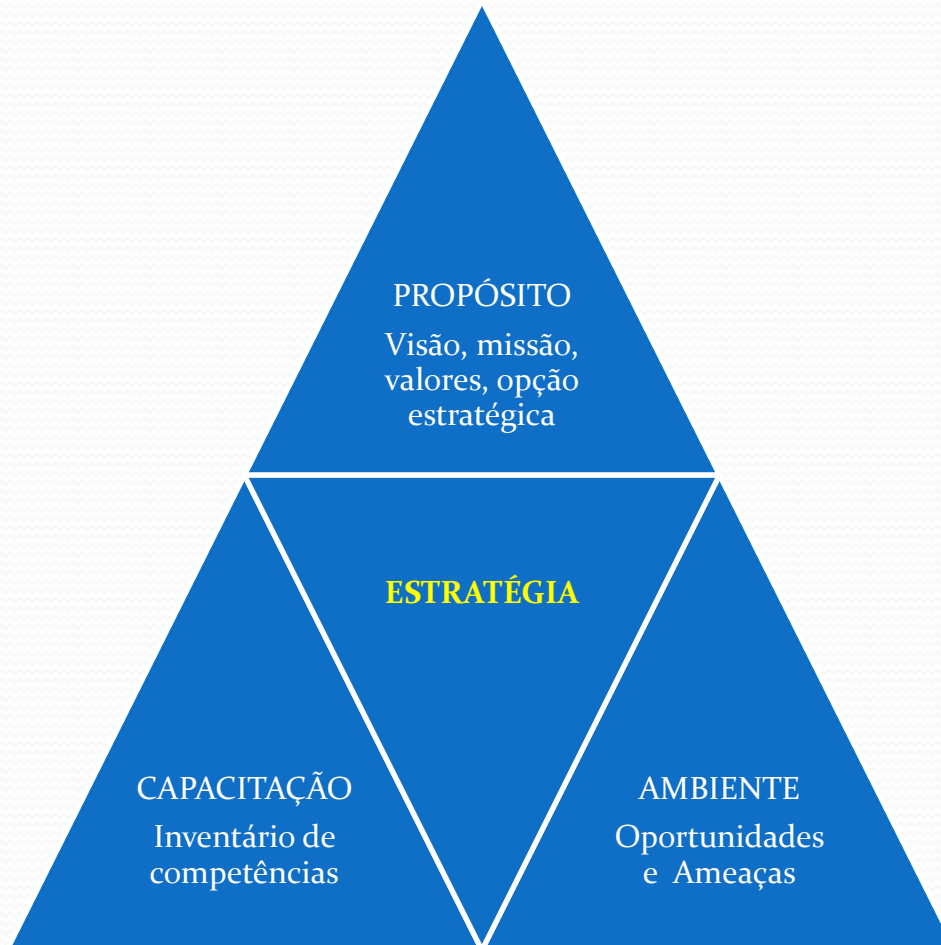 PROPÓSITO
Visão, missão,
valores, opção
estratégica
ESTRATÉGIA
CAPACITAÇÃO
Inventário de
competências
AMBIENTE
Oportunidades
e Ameaças